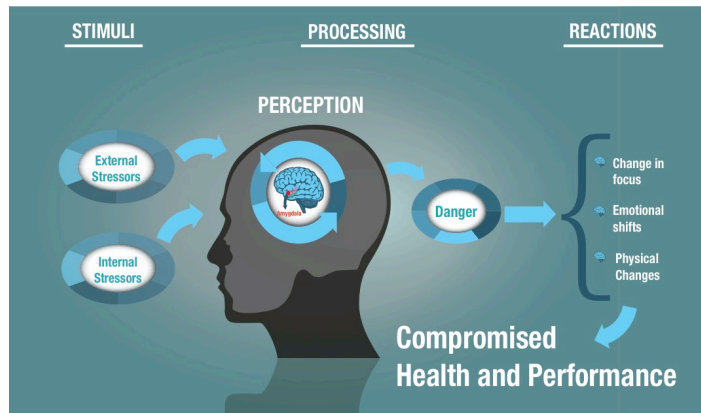 STIMULI
PROCESSING
REACTIONS
PERCEPTION
External
Stressors
Internal
Stressors
Amygdala
Danger
Change in
focus
Emotional
shifts
Physical
Changes
Compromised
Health and Performance